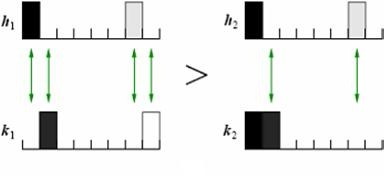 h₁ h₂
>
k₁ k₂